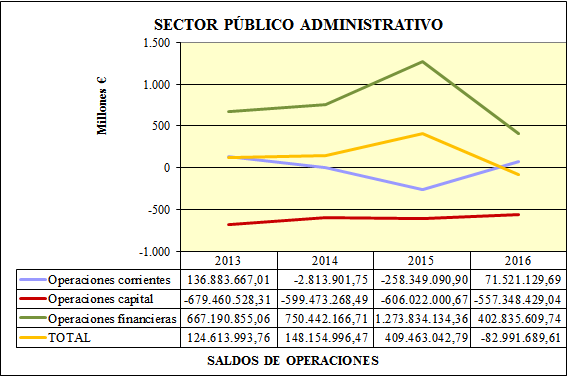 SECTOR PÚBLICO ADMINISTRATIVO
Millones €
1.500
1.000
500
0
-500
-1.000
2013 2014 2015 2016
Operaciones corrientes 136.883.667,01 -2.813.901,75 -258.349.090,90 71.521.129,69
Operaciones capital -679.460.528,31 -599.473.268,49 -606.022.000,67 -557.348.429,04
Operaciones financieras 667.190.855,06 750.442.166,71 1.273.834.134,36 402.835.609,74
TOTAL 124.613.993,76 148.154.996,47 409.463.042,79 -82.991.689,61
SALDOS DE OPERACIONES